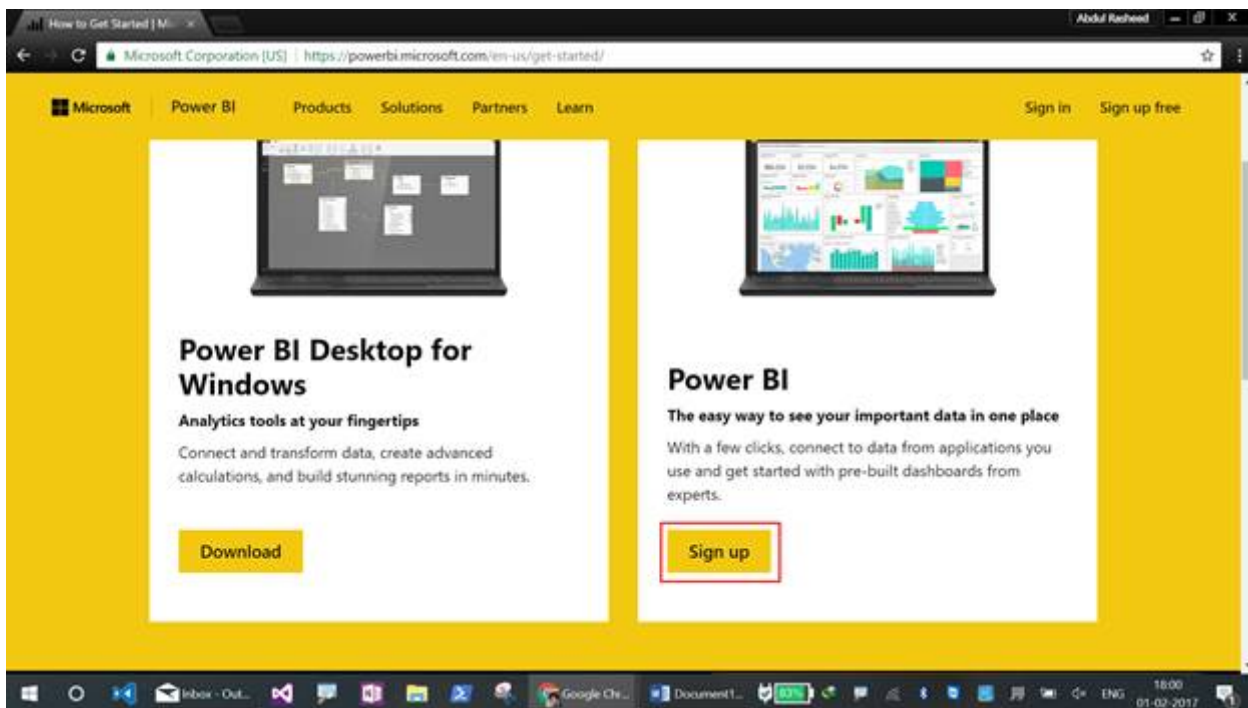 How to Get Started | Mi
Abdul Rasheed
Microsoft Corporation [US] | https://powerbi.microsoft.com/en-us/get-started/
Microsoft Power BI Products Solutions Partners Learn Sign in Sign up free
Power BI Desktop for
Windows
Analytics tools at your fingertips
Connect and transform data, create advanced
calculations, and build stunning reports in minutes.
Download
Power BI
The easy way to see your important data in one place
With a few clicks, connect to data from applications you
use and get started with pre-built dashboards from
experts.
Sign up
Inbox - Out... Google Chr... Document1... 83% ENG 18:00
01-02-2017